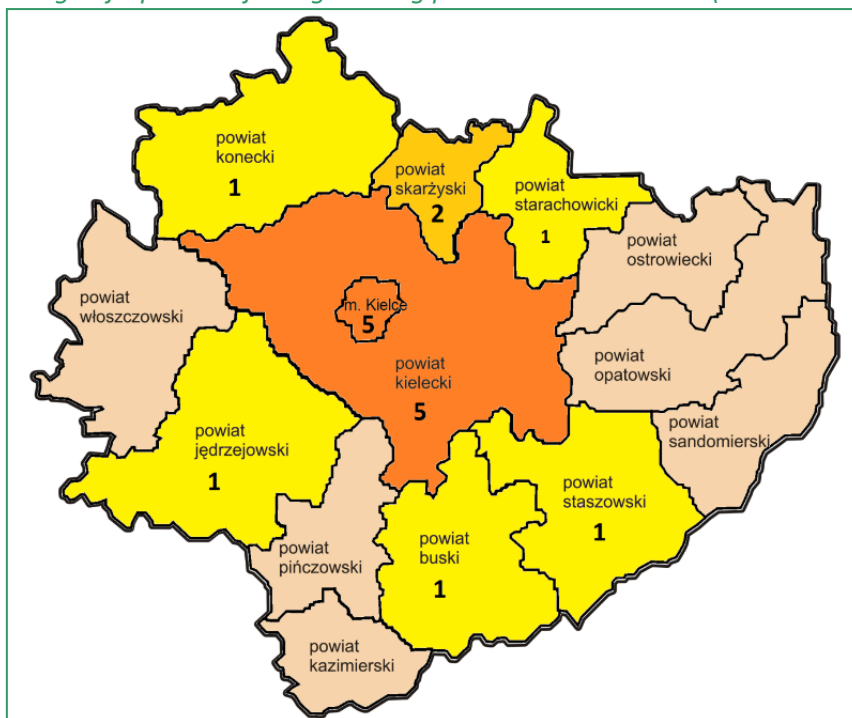 powiat
konecki
1
powiat
skarżyski
2
powiat
starachowicki
1
powiat
ostrowiecki
powiat
włoszczowski
m. Kielce
5
powiat
kielecki
5
powiat
opatowski
powiat
sandomierski
powiat
jędrzejowski
1
powiat
staszowski
1
powiat
pińczowski
powiat
buski
1
powiat
kazimierski